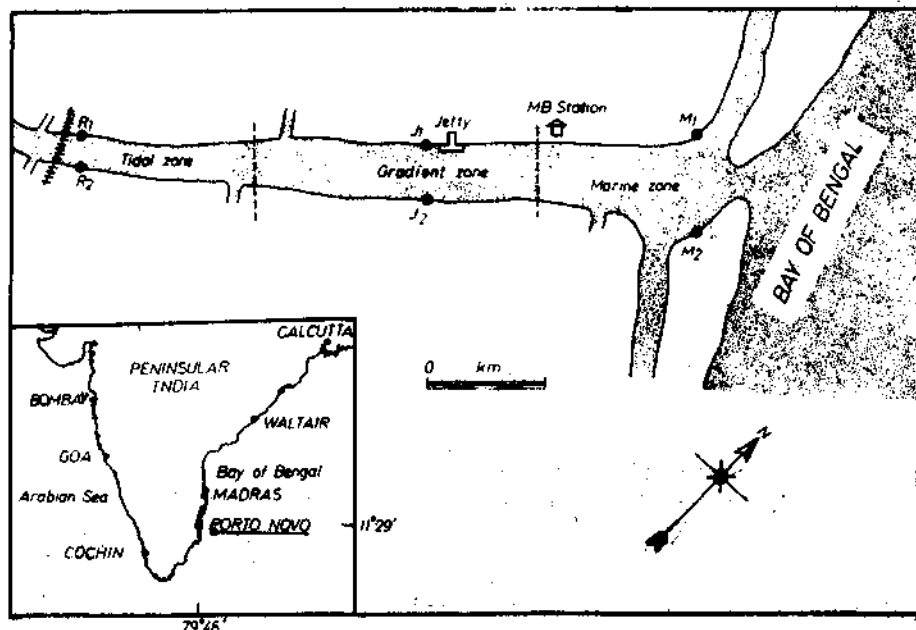 R1
R2
Tidal zone
J1
Jetty
Gradient zone
J2
MB Station
Marine zone
M1
M2
BAY OF BENGAL
0 km
N
CALCUTTA
PENINSULAR
INDIA
BOMBAY
WALTAIR
GOA
Bay of Bengal
Arabian Sea
MADRAS
PORTO NOVO
11°29'
COCHIN
79°46'